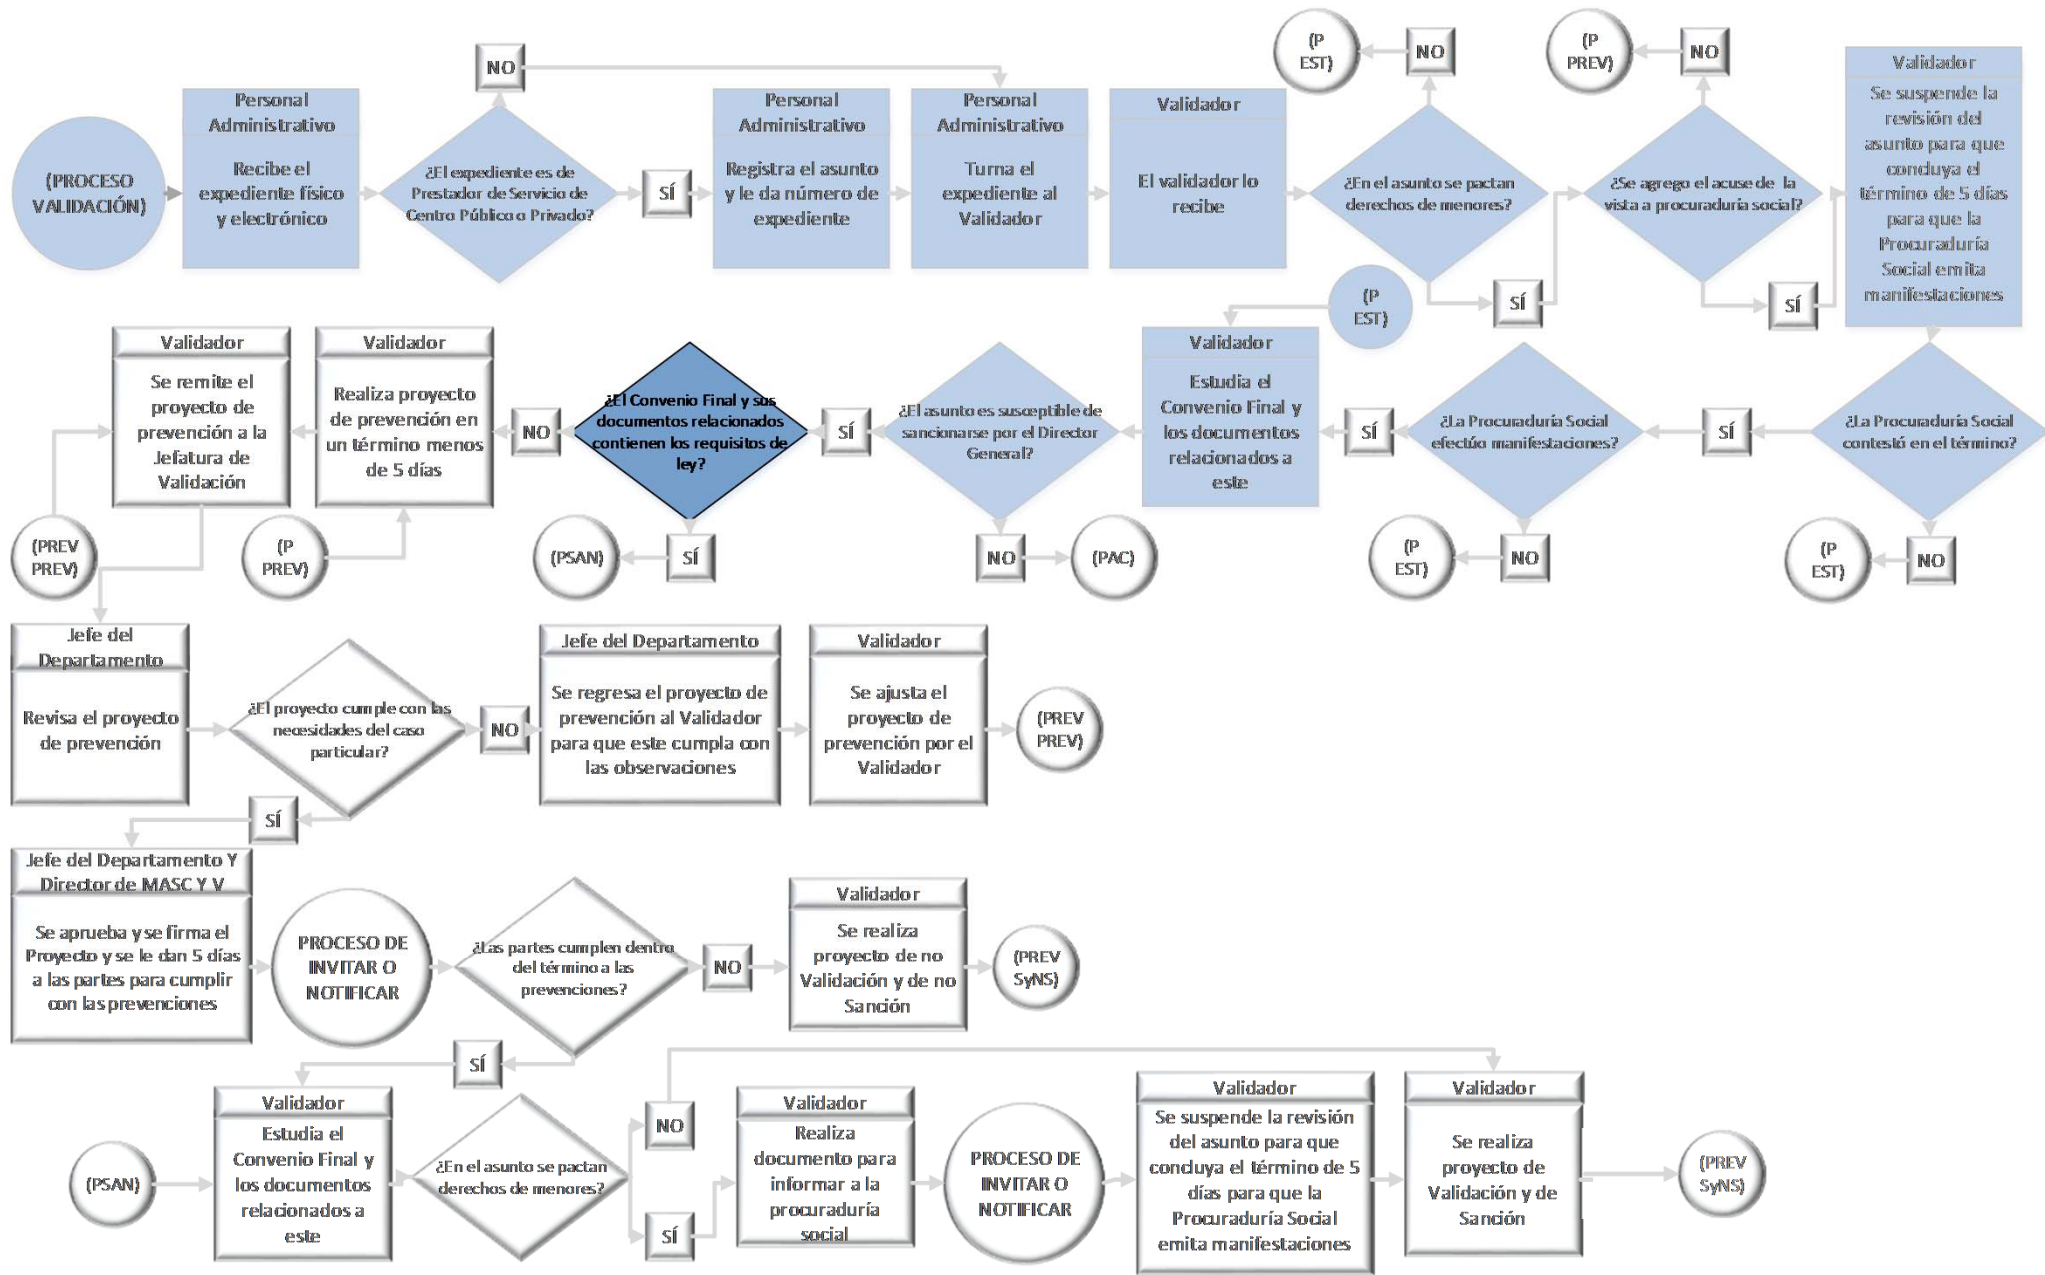 (PROCESO
VALIDACIÓN)
Personal
Administrativo
Recibe el
expediente físico
y electrónico
NO
¿El expediente es de
Prestador de Servicio de
Centro Público o Privado?
SÍ
Personal
Administrativo
Registra el asunto
y le da número de
expediente
Personal
Administrativo
Turna el
expediente al
Validador
Validador
El validador lo
recibe
(P
EST)
NO
¿En el asunto se pactan
derechos de menores?
SÍ
(P
PREV)
NO
¿Se agrego el acuse de la
vista a procuraduría social?
SÍ
Validador
Se suspende la
revisión del
asunto para que
concluya el
término de 5 días
para que la
Procuraduría
Social emita
manifestaciones
Validador
Se remite el
proyecto de
prevención a la
Jefatura de
Validación
Validador
Realiza proyecto
de prevención en
un término menos
de 5 días
NO
¿El Convenio Final y sus
documentos relacionados
contienen los requisitos de
ley?
SÍ
¿El asunto es susceptible de
sancionarse por el Director
General?
(P
EST)
Validador
Estudia el
Convenio Final y
los documentos
relacionados a
este
SÍ
¿La Procuraduría Social
efectúo manifestaciones?
SÍ
¿La Procuraduría Social
contestó en el término?
(PREV
PREV)
(P
PREV)
(PSAN)
SÍ
NO
(PAC)
(P
EST)
NO
(P
EST)
NO
Jefe del
Departamento
Revisa el proyecto
de prevención
¿El proyecto cumple con las
necesidades del caso
particular?
NO
Jefe del Departamento
Se regresa el proyecto de
prevención al Validador
para que este cumpla con
las observaciones
Validador
Se ajusta el
proyecto de
prevención por el
Validador
(PREV
PREV)
SÍ
Jefe del Departamento Y
Director de MASC Y V
Se aprueba y se firma el
Proyecto y se le dan 5 días
a las partes para cumplir
con las prevenciones
PROCESO DE
INVITAR O
NOTIFICAR
¿Las partes cumplen dentro
del término a las
prevenciones?
NO
Validador
Se realiza
proyecto de no
Validación y de no
Sanción
(PREV
SyNS)
SÍ
(PSAN)
Validador
Estudia el
Convenio Final y
los documentos
relacionados a
este
¿En el asunto se pactan
derechos de menores?
NO
SÍ
Validador
Realiza
documento para
informar a la
procuraduría
social
PROCESO DE
INVITAR O
NOTIFICAR
Validador
Se suspende la revisión
del asunto para que
concluya el término de 5
días para que la
Procuraduría Social
emita manifestaciones
Validador
Se realiza
proyecto de
Validación y de
Sanción
(PREV
SyNS)